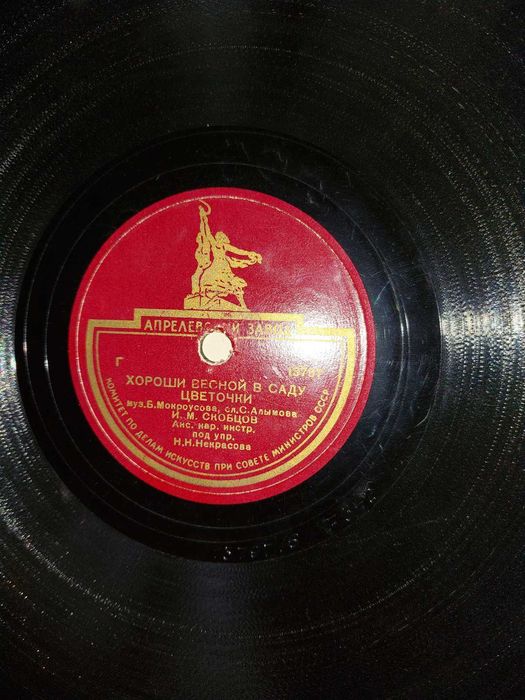 АПРЕЛЕВСКИЙ ЗАВОД
Г
ХОРОШИ ВЕСНОЙ В САДУ
ЦВЕТОЧКИ
муз.Б.Мокроусова, сл.С.Алымова
И. М. СКОБЦОВ
Анс. нар. инстр.
под упр.
Н.Н.Некрасова
КОМИТЕТ ПО ДЕЛАМ ИСКУССТВ ПРИ СОВЕТЕ МИНИСТРОВ СССР